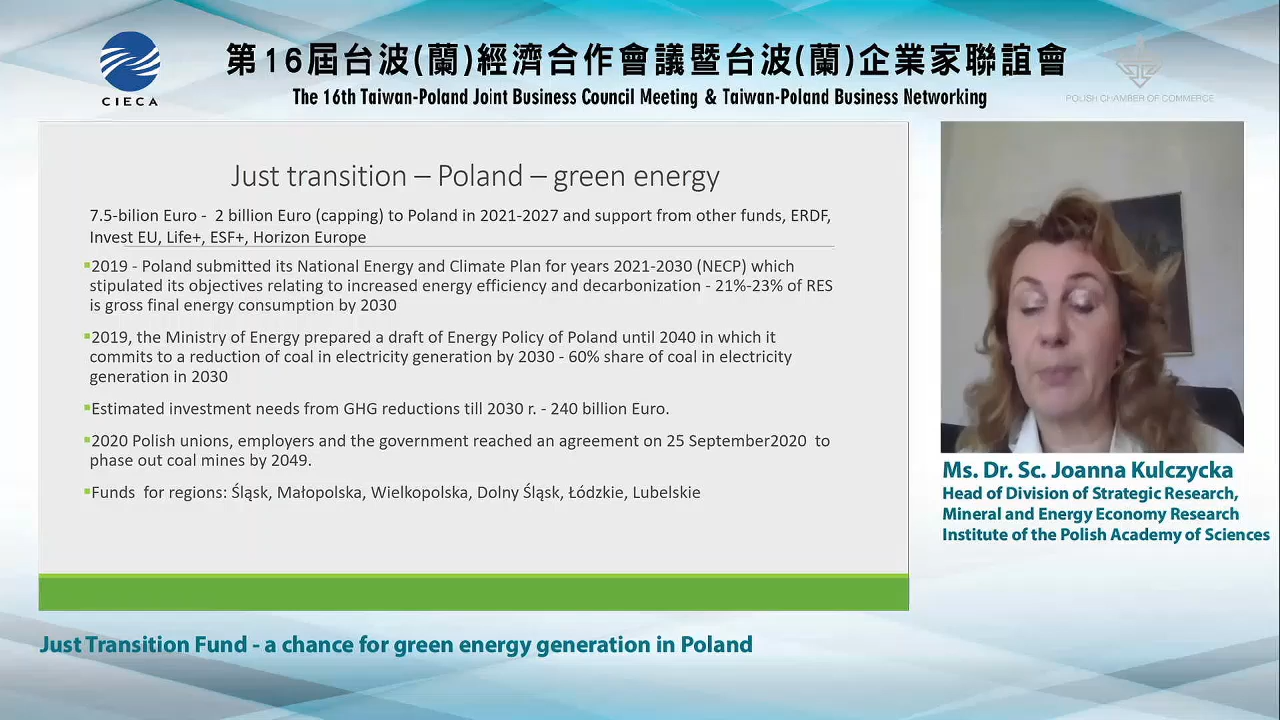 第16屆台波(蘭)經濟合作會議暨台波(蘭)企業家聯誼會
CIECA
The 16th Taiwan-Poland Joint Business Council Meeting & Taiwan-Poland Business Networking
POLISH CHAMBER OF COMMERCE
Just transition – Poland – green energy
7.5-bilion Euro - 2 billion Euro (capping) to Poland in 2021-2027 and support from other funds, ERDF,
Invest EU, Life+, ESF+, Horizon Europe
▪2019 - Poland submitted its National Energy and Climate Plan for years 2021-2030 (NECP) which
stipulated its objectives relating to increased energy efficiency and decarbonization - 21%-23% of RES
is gross final energy consumption by 2030
▪2019, the Ministry of Energy prepared a draft of Energy Policy of Poland until 2040 in which it
commits to a reduction of coal in electricity generation by 2030 - 60% share of coal in electricity
generation in 2030
▪Estimated investment needs from GHG reductions till 2030 r. - 240 billion Euro.
▪2020 Polish unions, employers and the government reached an agreement on 25 September2020 to
phase out coal mines by 2049.
▪Funds for regions: Śląsk, Małopolska, Wielkopolska, Dolny Śląsk, Łódzkie, Lubelskie
Ms. Dr. Sc. Joanna Kulczycka
Head of Division of Strategic Research,
Mineral and Energy Economy Research
Institute of the Polish Academy of Sciences
Just Transition Fund - a chance for green energy generation in Poland